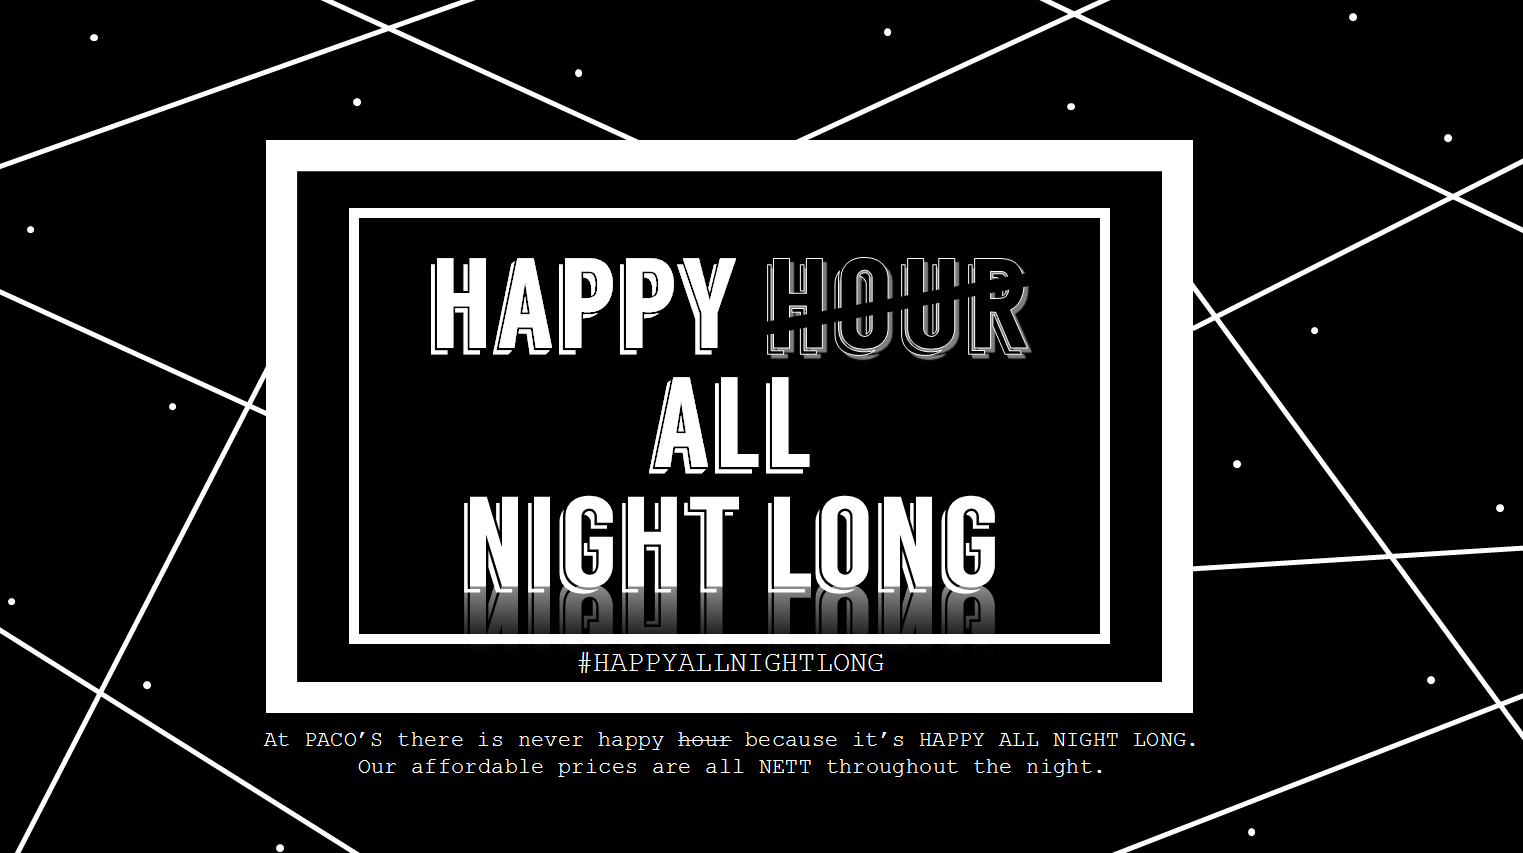 HAPPY HOUR
ALL
NIGHT LONG
#HAPPYALLNIGHTLONG
At PACO’S there is never happy hour because it’s HAPPY ALL NIGHT LONG.
Our affordable prices are all NETT throughout the night.